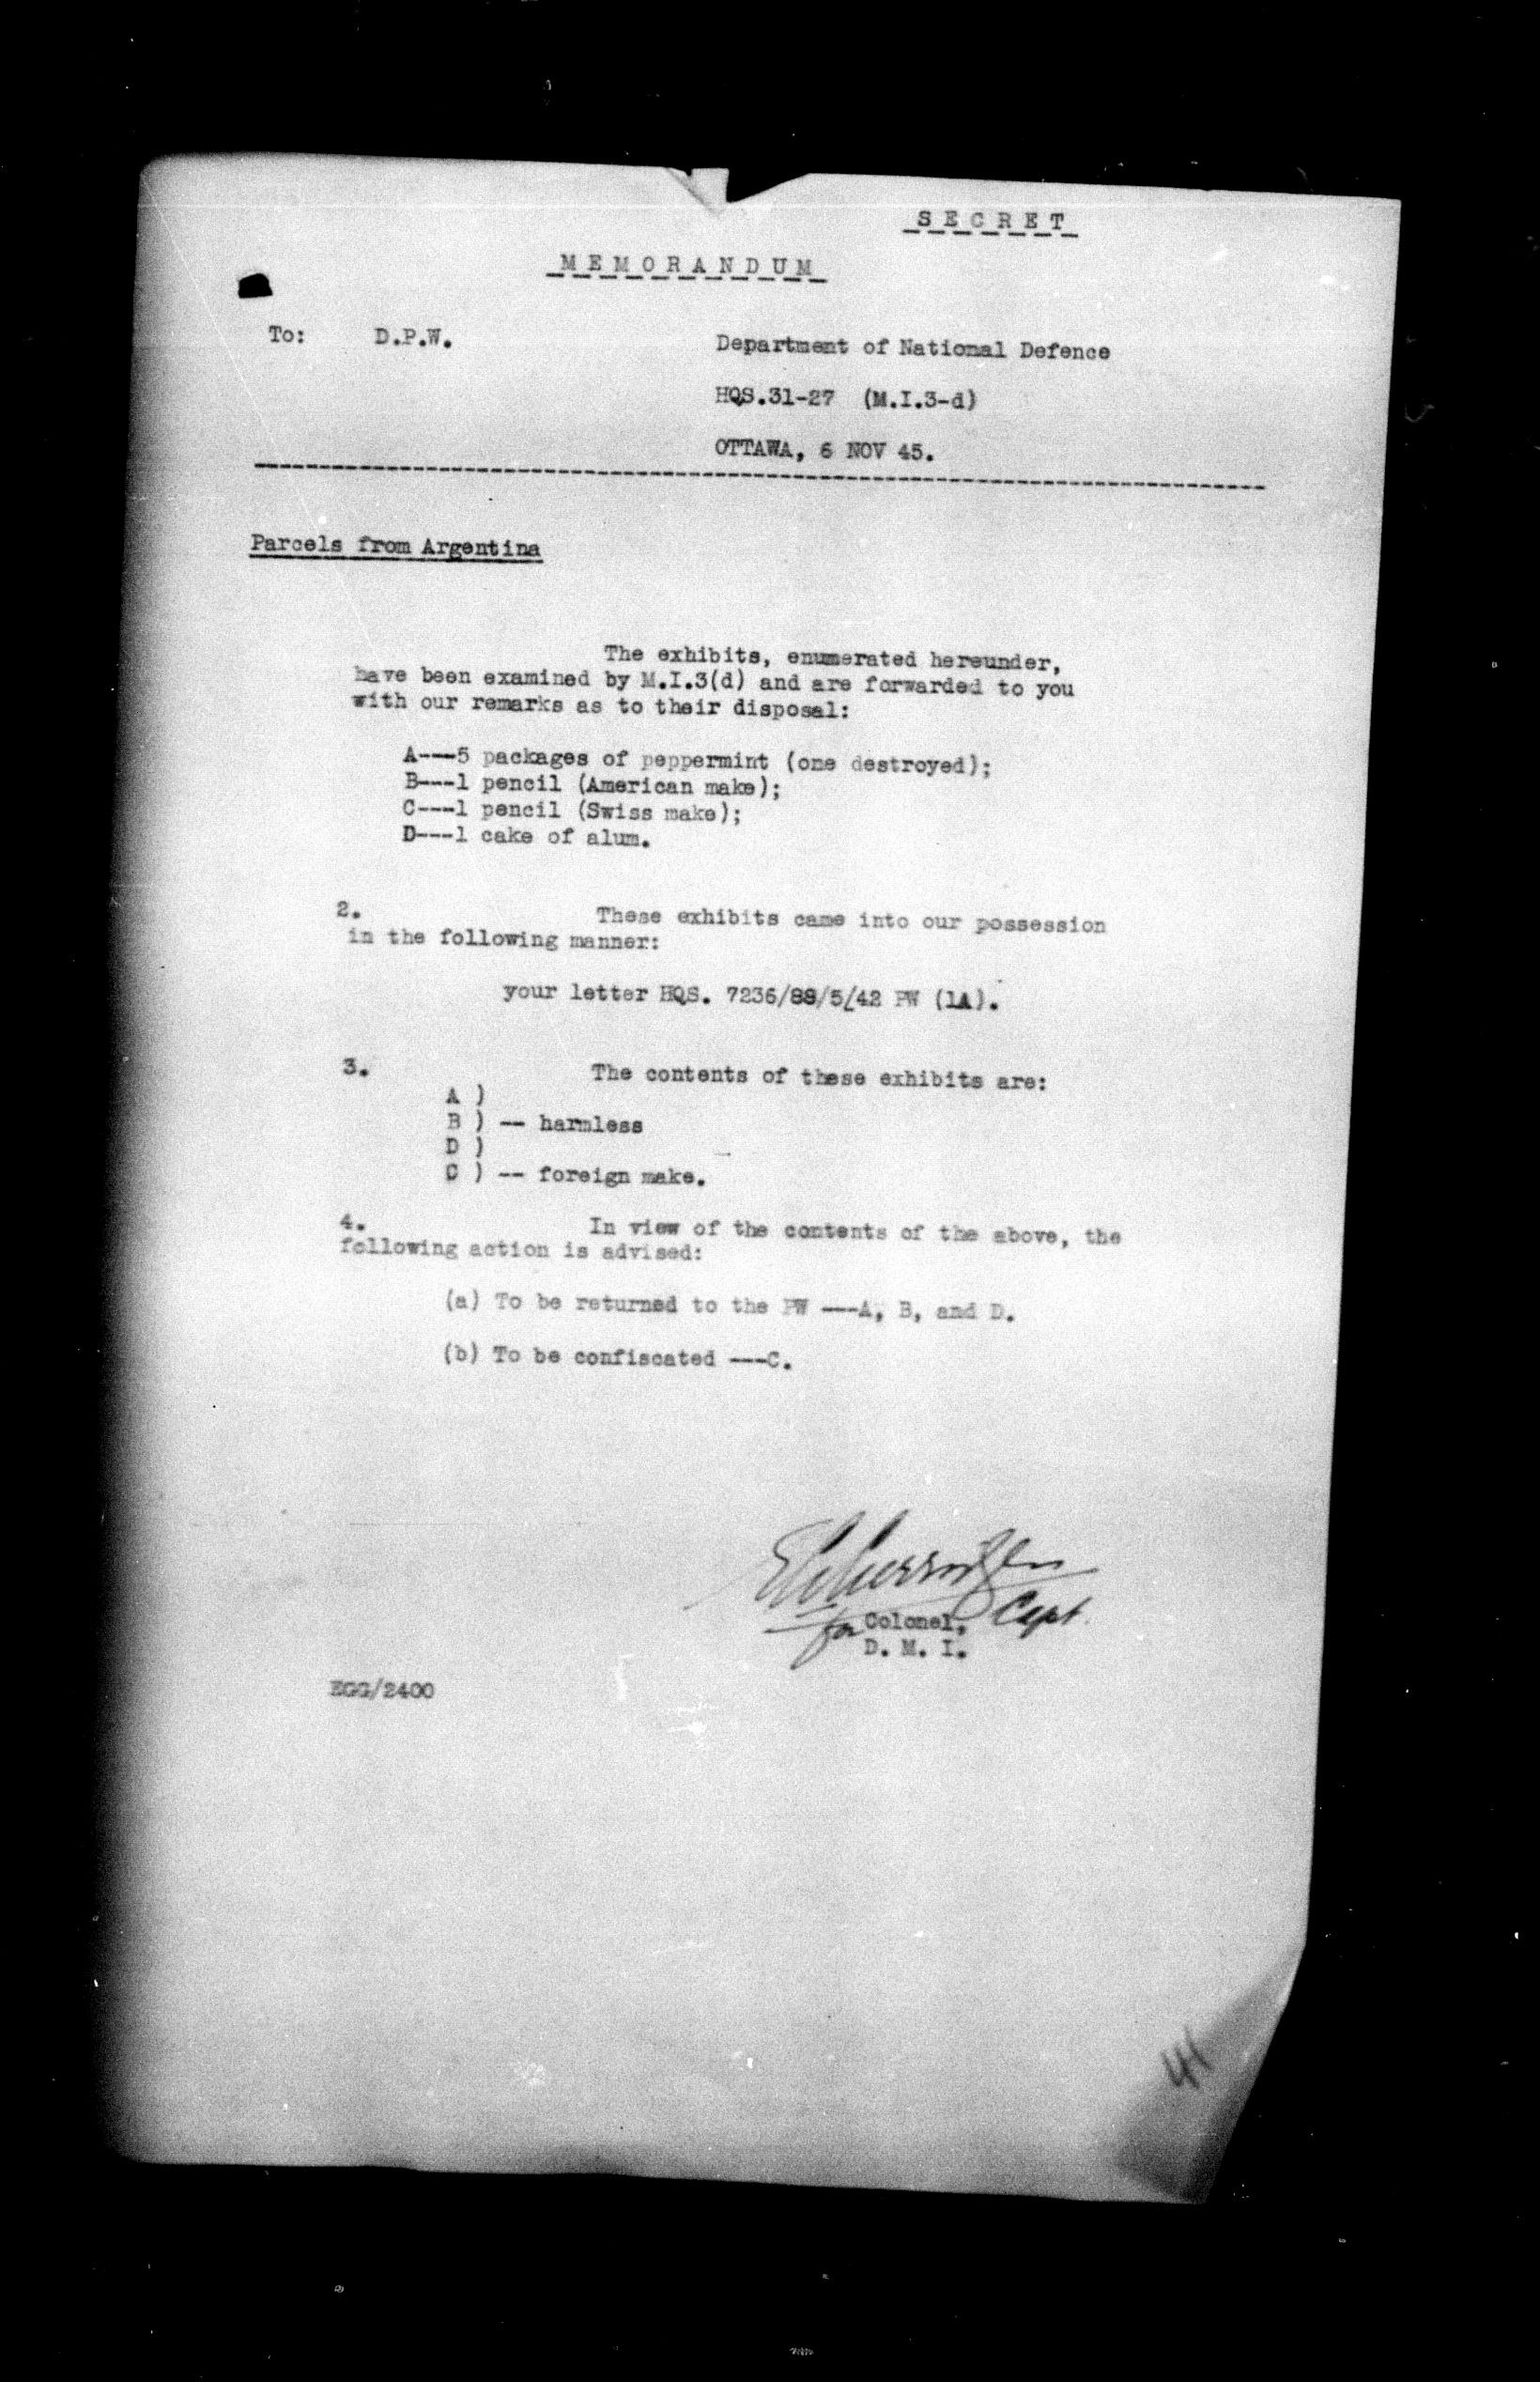 SECRET
MEMORANDUM
To: D.P.W.
Department of National Defence
HQS.31-27 (M.I.3-d)
OTTAWA, 6 NOV 45.
Parcels from Argentina
The exhibits, enumerated hereunder,
have been examined by M.I.3(d) and are forwarded to you
with our remarks as to their disposal:
A---5 packages of peppermint (one destroyed);
B---1 pencil (American make);
C---1 pencil (Swiss make);
D---1 cake of alum.
2. These exhibits came into our possession
in the following manner:
your letter HQS. 7236/88/5/42 PW (1A).
3. The contents of these exhibits are:
A )
B ) -- harmless
D )
C ) -- foreign make.
4. In view of the contents of the above, the
following action is advised:
(a) To be returned to the PW ---A, B, and D.
(b) To be confiscated ---C.
Capt.
for Colonel,
D. M. I.
EGG/2400
41